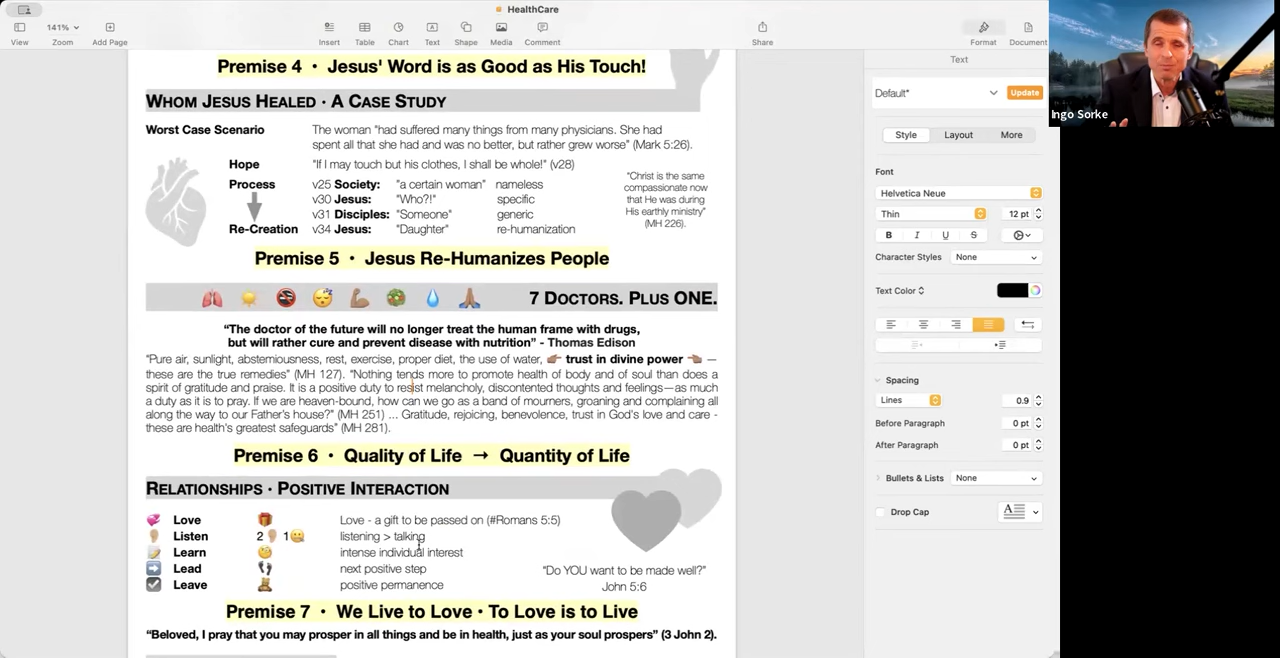 HealthCare
141%
View
Zoom
Add Page
Insert
Table
Chart
Text
Shape
Media
Comment
Share
Format
Document
Ingo Sorke
Premise 4 • Jesus' Word is as Good as His Touch!
WHOM JESUS HEALED · A CASE STUDY
Worst Case Scenario
The woman "had suffered many things from many physicians. She had
spent all that she had and was no better, but rather grew worse" (Mark 5:26).
Hope
"If I may touch but his clothes, I shall be whole!" (v28)
Process
v25 Society: "a certain woman" nameless
v30 Jesus: "Who?!" specific
v31 Disciples: "Someone" generic
Re-Creation
v34 Jesus: "Daughter" re-humanization
"Christ is the same
compassionate now
that He was during
His earthly ministry"
(MH 226).
Premise 5 • Jesus Re-Humanizes People
7 DOCTORS. PLUS ONE.
"The doctor of the future will no longer treat the human frame with drugs,
but will rather cure and prevent disease with nutrition" - Thomas Edison
"Pure air, sunlight, abstemiousness, rest, exercise, proper diet, the use of water, trust in divine power —
these are the true remedies" (MH 127). "Nothing tends more to promote health of body and of soul than does a
spirit of gratitude and praise. It is a positive duty to resist melancholy, discontented thoughts and feelings—as much
a duty as it is to pray. If we are heaven-bound, how can we go as a band of mourners, groaning and complaining all
along the way to our Father's house?" (MH 251) ... Gratitude, rejoicing, benevolence, trust in God's love and care -
these are health's greatest safeguards" (MH 281).
Premise 6 • Quality of Life → Quantity of Life
RELATIONSHIPS · POSITIVE INTERACTION
Love Love - a gift to be passed on (#Romans 5:5)
Listen 2 1 listening > talking
Learn intense individual interest
Lead next positive step
Leave positive permanence
"Do YOU want to be made well?"
John 5:6
Premise 7 • We Live to Love • To Love is to Live
"Beloved, I pray that you may prosper in all things and be in health, just as your soul prospers" (3 John 2).
Text
Default*
Update
Style
Layout
More
Font
Helvetica Neue
Thin
12 pt
B I U S
Character Styles
None
Text Color
Spacing
Lines
0.9
Before Paragraph
0 pt
After Paragraph
0 pt
Bullets & Lists
None
Drop Cap
A